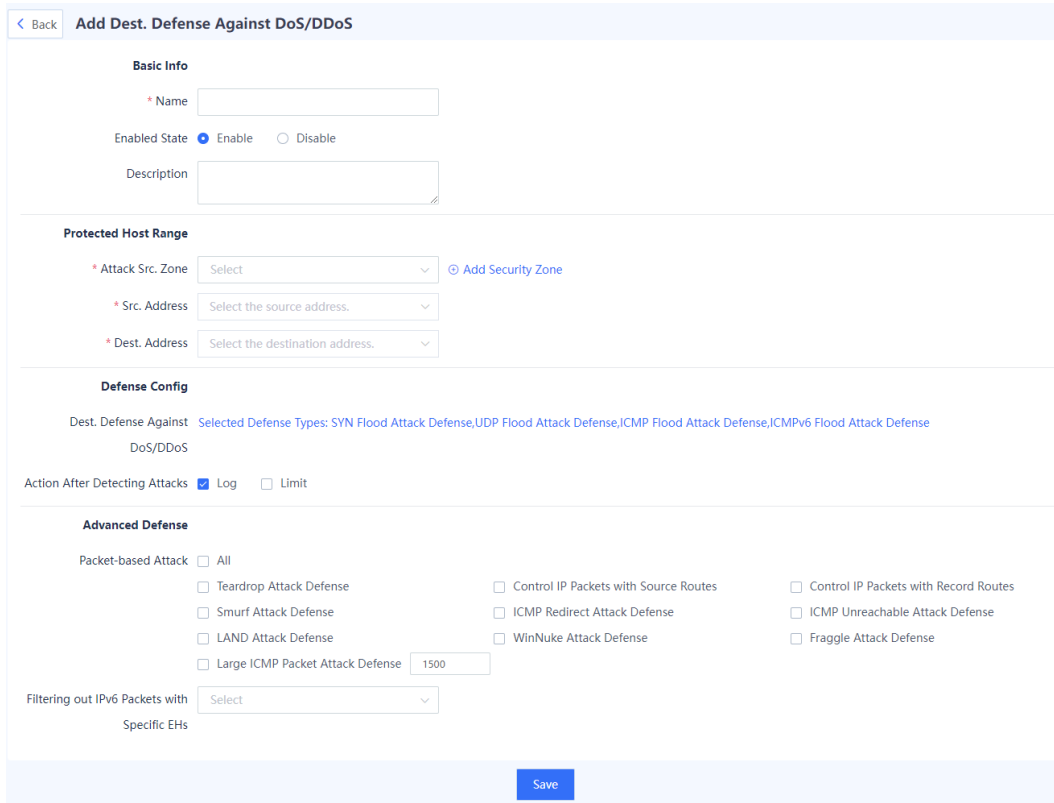 Back Add Dest. Defense Against DoS/DDoS
Basic Info
* Name
Enabled State Enable Disable
Description
Protected Host Range
* Attack Src. Zone Select Add Security Zone
* Src. Address Select the source address.
* Dest. Address Select the destination address.
Defense Config
Dest. Defense Against Selected Defense Types: SYN Flood Attack Defense,UDP Flood Attack Defense,ICMP Flood Attack Defense,ICMPv6 Flood Attack Defense
DoS/DDoS
Action After Detecting Attacks Log Limit
Advanced Defense
Packet-based Attack All
Teardrop Attack Defense Control IP Packets with Source Routes Control IP Packets with Record Routes
Smurf Attack Defense ICMP Redirect Attack Defense ICMP Unreachable Attack Defense
LAND Attack Defense WinNuke Attack Defense Fraggle Attack Defense
Large ICMP Packet Attack Defense 1500
Filtering out IPv6 Packets with Select
Specific EHs
Save